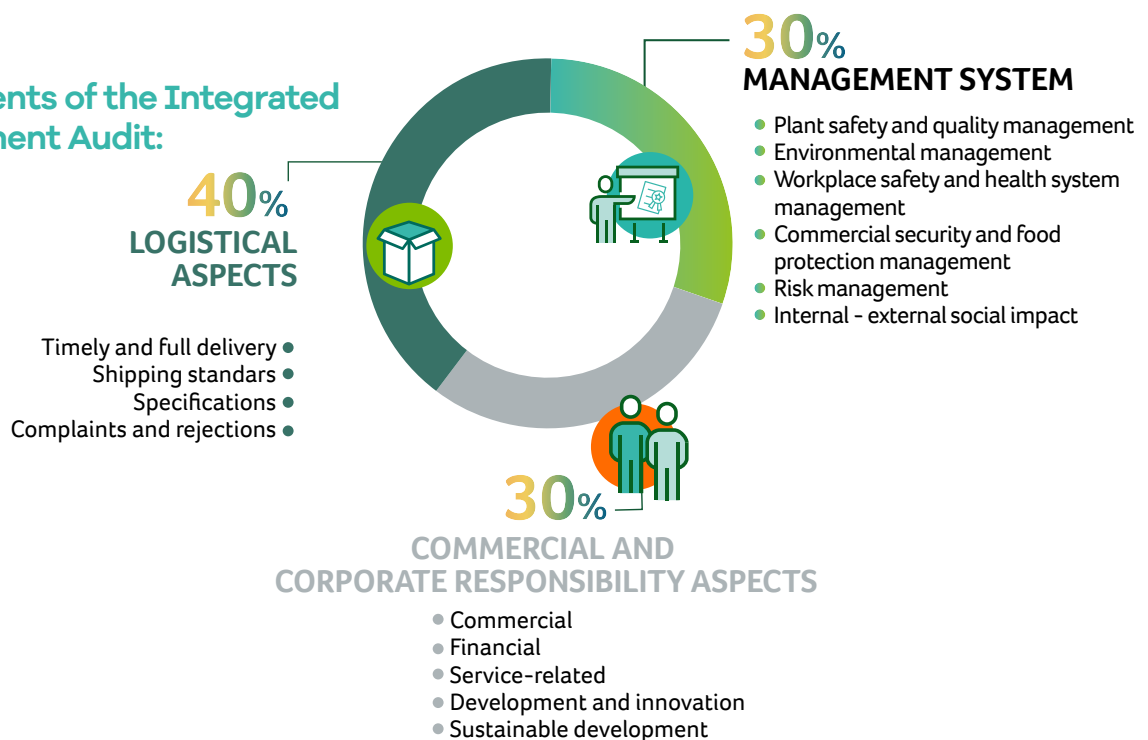 ents of the Integrated
ment Audit:
40%
LOGISTICAL
ASPECTS
Timely and full delivery
Shipping standars
Specifications
Complaints and rejections
30%
MANAGEMENT SYSTEM
Plant safety and quality management
Environmental management
Workplace safety and health system
management
Commercial security and food
protection management
Risk management
Internal - external social impact
30%
COMMERCIAL AND
CORPORATE RESPONSIBILITY ASPECTS
Commercial
Financial
Service-related
Development and innovation
Sustainable development